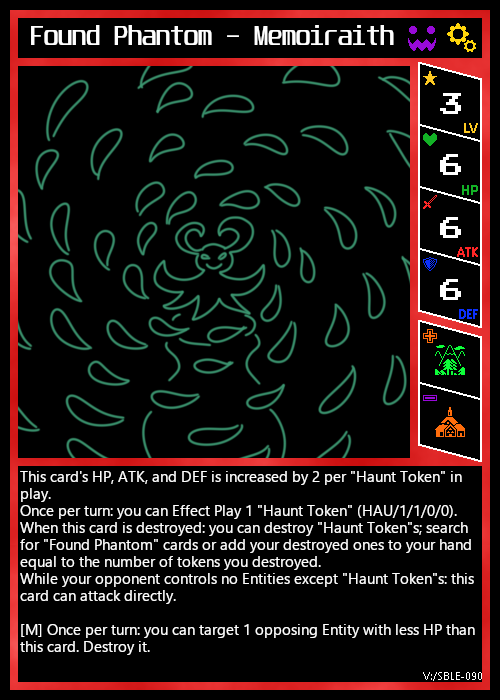 Found Phantom - Memoiraith
3
LV
6
HP
6
ATK
6
DEF
This card's HP, ATK, and DEF is increased by 2 per "Haunt Token" in
play.
Once per turn: you can Effect Play 1 "Haunt Token" (HAU/1/1/0/0).
When this card is destroyed: you can destroy "Haunt Token"s; search
for "Found Phantom" cards or add your destroyed ones to your hand
equal to the number of tokens you destroyed.
While your opponent controls no Entities except "Haunt Token"s: this
card can attack directly.
[M] Once per turn: you can target 1 opposing Entity with less HP than
this card. Destroy it.
V:/SBLE-090